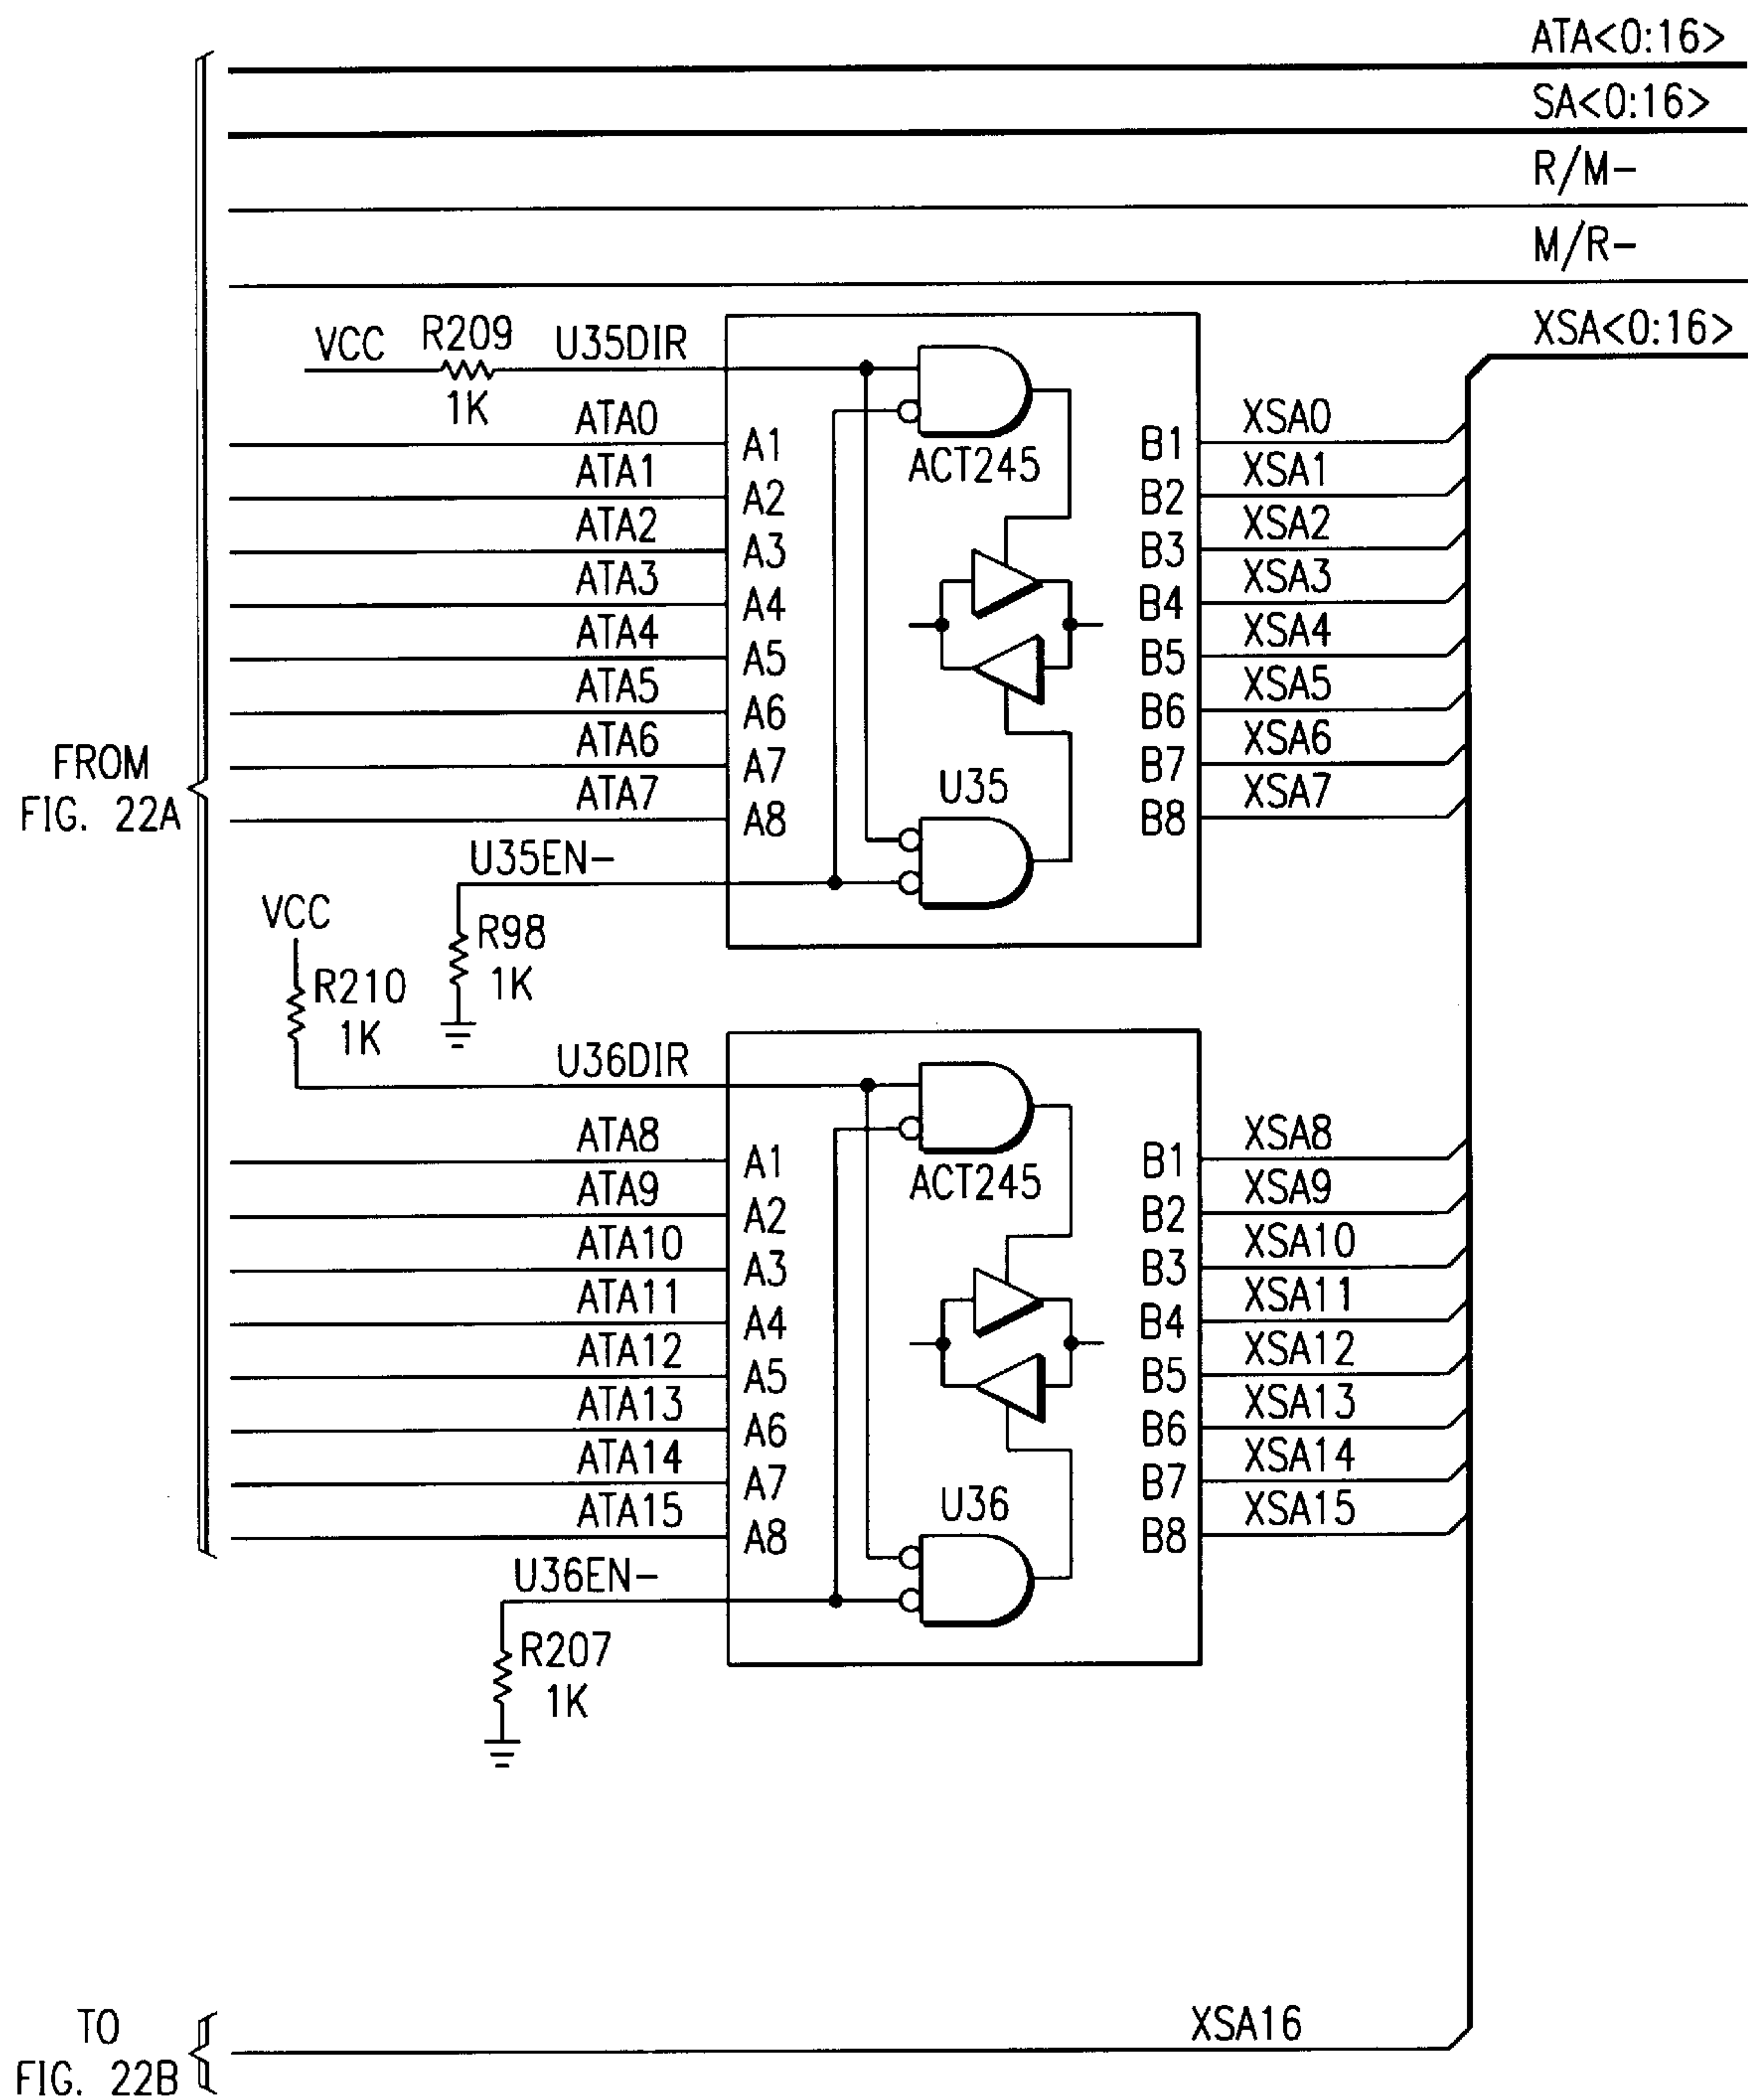 ATA<0:16>
SA<0:16>
R/M-
M/R-
XSA<0:16>
VCC R209 U35DIR
1K
ATA0 A1 ACT245 B1 XSA0
ATA1 A2 B2 XSA1
ATA2 A3 B3 XSA2
ATA3 A4 B4 XSA3
ATA4 A5 B5 XSA4
ATA5 A6 B6 XSA5
ATA6 A7 B7 XSA6
ATA7 A8 U35 B8 XSA7
FROM
FIG. 22A
U35EN-
VCC
R98
1K
R210
1K
U36DIR
ATA8 A1 ACT245 B1 XSA8
ATA9 A2 B2 XSA9
ATA10 A3 B3 XSA10
ATA11 A4 B4 XSA11
ATA12 A5 B5 XSA12
ATA13 A6 B6 XSA13
ATA14 A7 B7 XSA14
ATA15 A8 U36 B8 XSA15
U36EN-
R207
1K
XSA16
TO
FIG. 22B